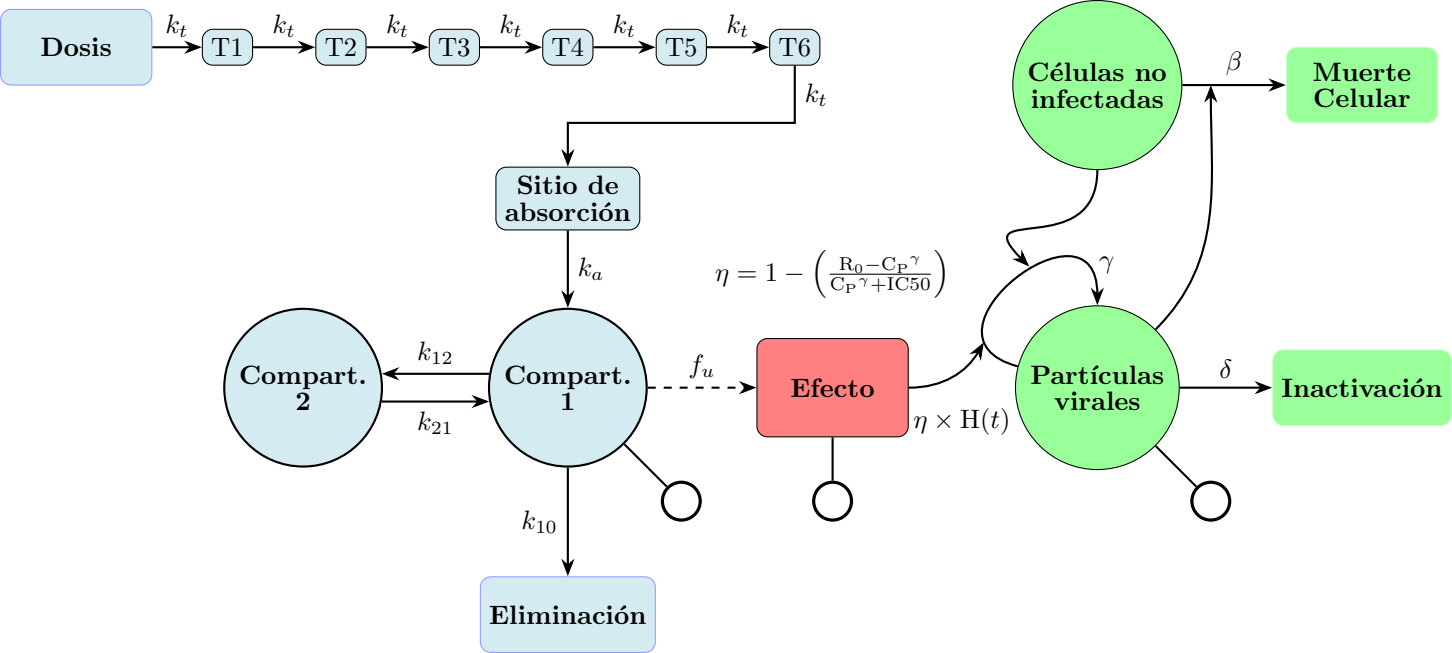 Dosis
k_t
T1
k_t
T2
k_t
T3
k_t
T4
k_t
T5
k_t
T6
k_t
Sitio de
absorción
k_a
Compart.
2
k_12
k_21
Compart.
1
k_10
Eliminación
f_u
η = 1 − ( (R_0 − C_P^γ) / (C_P^γ + IC50) )
Efecto
η × H(t)
Células no
infectadas
β
Muerte
Celular
γ
Partículas
virales
δ
Inactivación